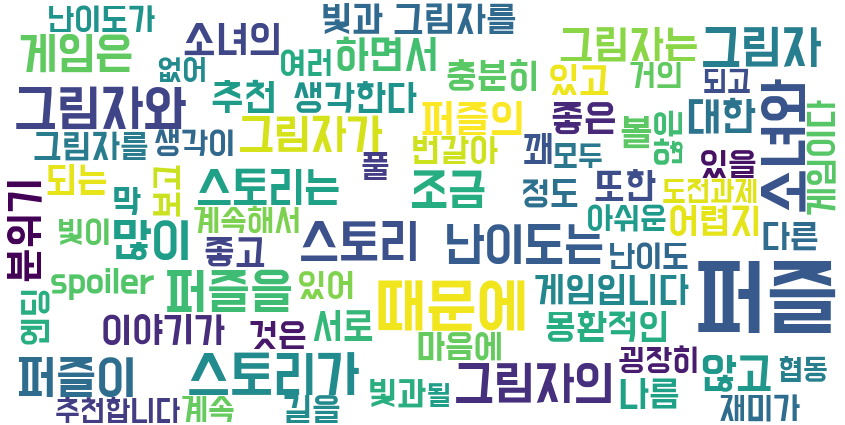 난이도가
빛과 그림자를
게임은
소녀의
없어
여러
하면서
그림자는
그림자
충분히
있고
거의
되고
그림자와
추천
생각한다
퍼즐의
좋은
볼
않은
대한
소녀와
게임이다
그림자를
생각이
그림자가
번갈아
꽤
모두
있을
분위기
되는
막
보고
스토리는
풀
조금
정도
또한
도전과제
빛이
많이
계속해서
좋고
스토리
난이도는
아쉬운
어렵지
난이도
다른
spoiler
퍼즐을
있어
때문에
게임입니다
퍼즐
엔딩
이야기가
것은
서로
마음에
몽환적인
퍼즐이
스토리가
빛과
될
그림자의
굉장히
나름
않고
협동
추천합니다
계속
길을
재미가